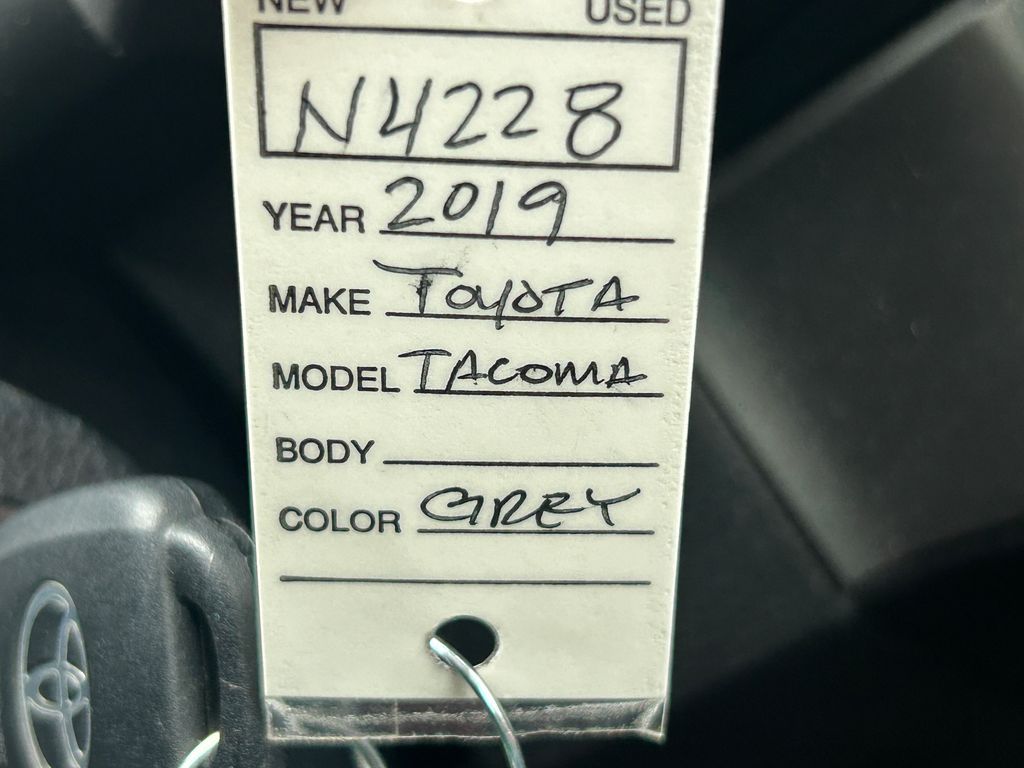 NEW USED
N4228
YEAR 2019
MAKE TOYOTA
MODEL TACOMA
BODY
COLOR GREY